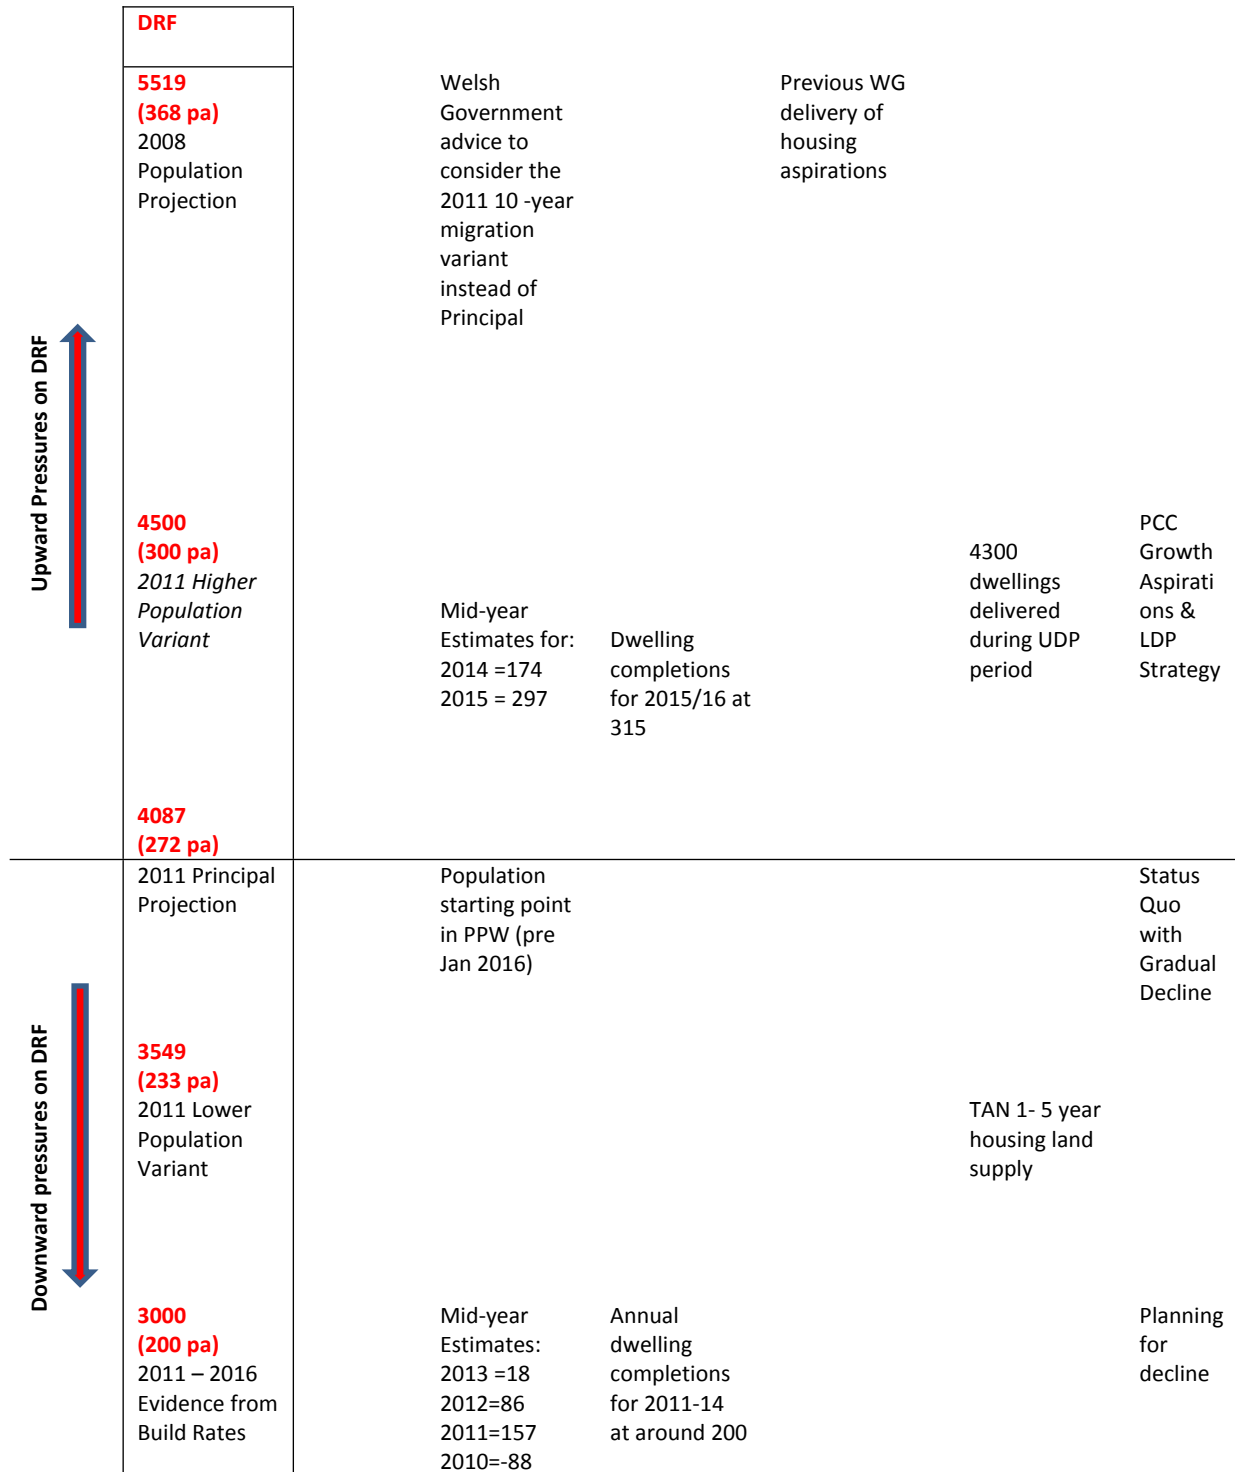 DRF
5519
(368 pa)
2008
Population
Projection
Welsh
Government
advice to
consider the
2011 10 -year
migration
variant
instead of
Principal
Previous WG
delivery of
housing
aspirations
Upward Pressures on DRF
4500
(300 pa)
2011 Higher
Population
Variant
Mid-year
Estimates for:
2014 =174
2015 = 297
Dwelling
completions
for 2015/16 at
315
4300
dwellings
delivered
during UDP
period
PCC
Growth
Aspirati
ons &
LDP
Strategy
4087
(272 pa)
2011 Principal
Projection
Population
starting point
in PPW (pre
Jan 2016)
Status
Quo
with
Gradual
Decline
Downward pressures on DRF
3549
(233 pa)
2011 Lower
Population
Variant
TAN 1- 5 year
housing land
supply
3000
(200 pa)
2011 – 2016
Evidence from
Build Rates
Mid-year
Estimates:
2013 =18
2012=86
2011=157
2010=-88
Annual
dwelling
completions
for 2011-14
at around 200
Planning
for
decline